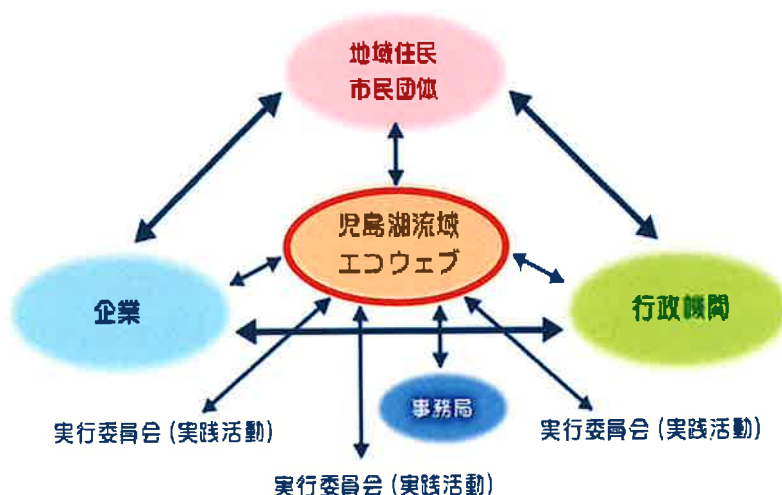 地域住民
市民団体
児島湖流域
エコウェブ
企業
行政機関
事務局
実行委員会(実践活動)
実行委員会(実践活動)
実行委員会(実践活動)